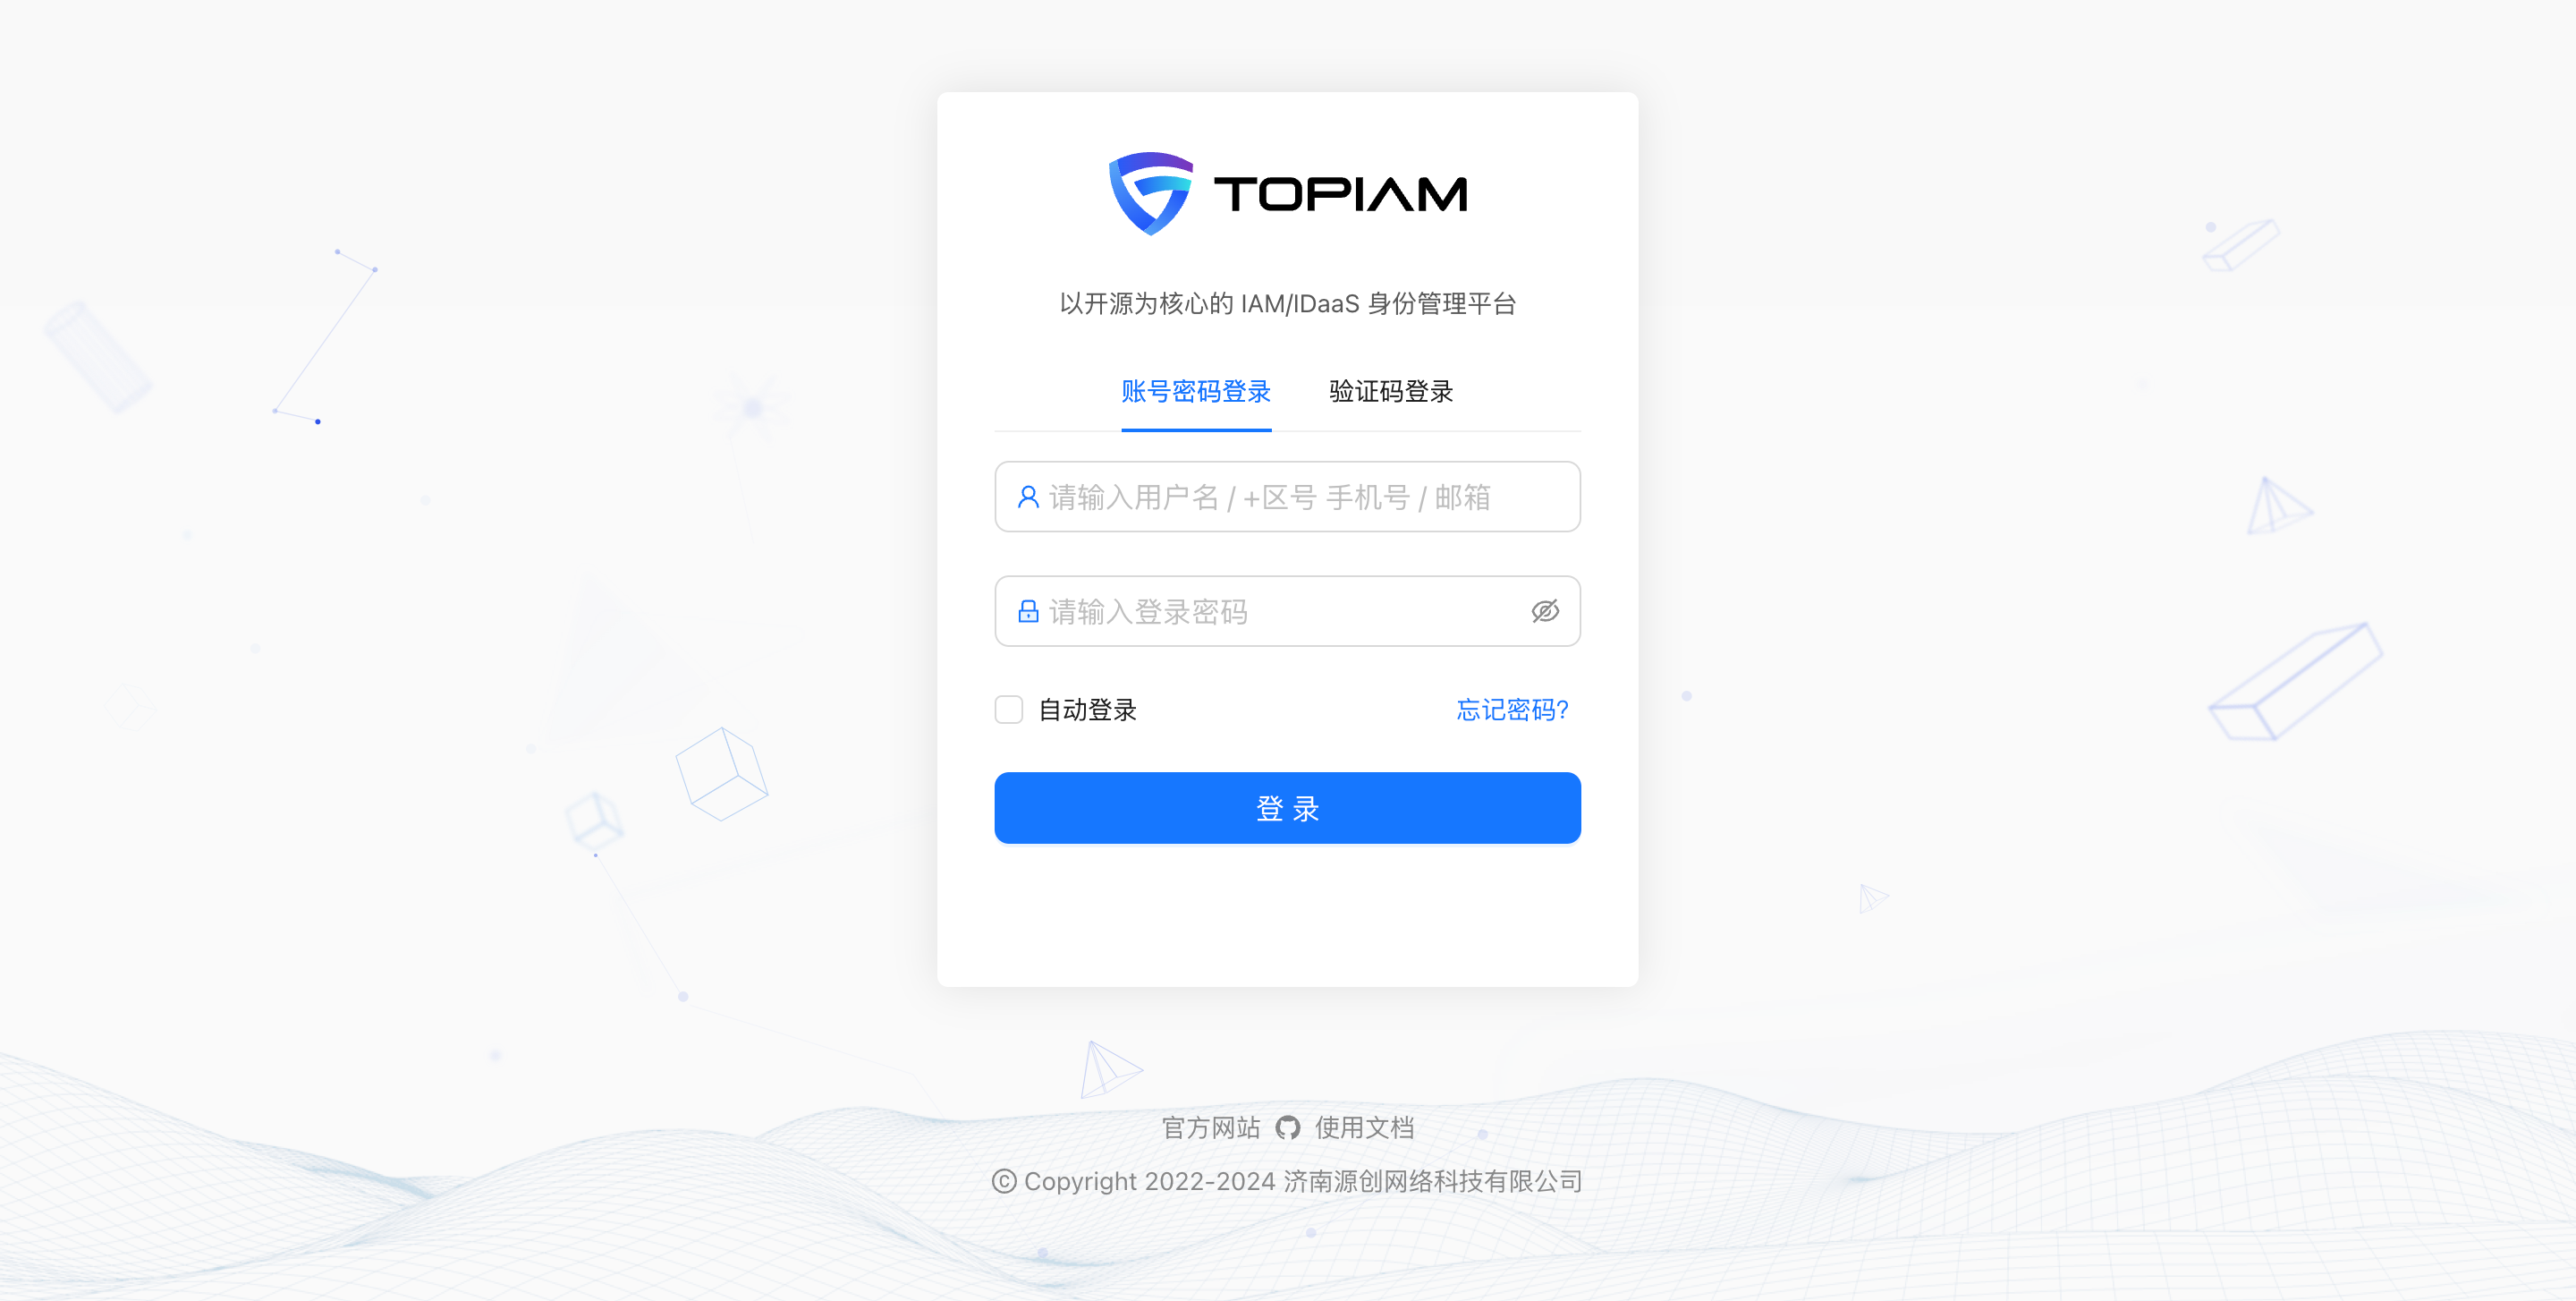 TOPIAM
以开源为核心的 IAM/IDaaS 身份管理平台
账号密码登录 验证码登录
请输入用户名 / +区号 手机号 / 邮箱
请输入登录密码
自动登录 忘记密码?
登 录
官方网站 使用文档
© Copyright 2022-2024 济南源创网络科技有限公司